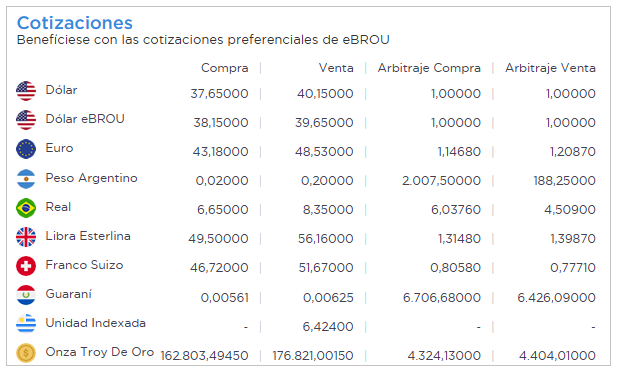 Cotizaciones
Benefíciese con las cotizaciones preferenciales de eBROU
Compra | Venta | Arbitraje Compra | Arbitraje Venta
Dólar 37,65000 | 40,15000 | 1,00000 | 1,00000
Dólar eBROU 38,15000 | 39,65000 | 1,00000 | 1,00000
Euro 43,18000 | 48,53000 | 1,14680 | 1,20870
Peso Argentino 0,02000 | 0,20000 | 2.007,50000 | 188,25000
Real 6,65000 | 8,35000 | 6,03760 | 4,50900
Libra Esterlina 49,50000 | 56,16000 | 1,31480 | 1,39870
Franco Suizo 46,72000 | 51,67000 | 0,80580 | 0,77710
Guaraní 0,00561 | 0,00625 | 6.706,68000 | 6.426,09000
Unidad Indexada - | 6,42400 | - | -
Onza Troy De Oro 162.803,49450 | 176.821,00150 | 4.324,13000 | 4.404,01000